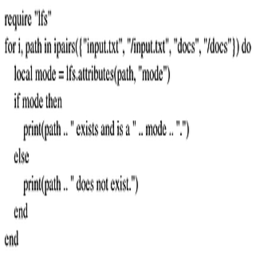 require "lfs"
for i, path in ipairs({"input.txt", "/input.txt", "docs", "/docs"}) do
local mode = lfs.attributes(path, "mode")
if mode then
print(path .. " exists and is a " .. mode .. ".")
else
print(path .. " does not exist.")
end
end